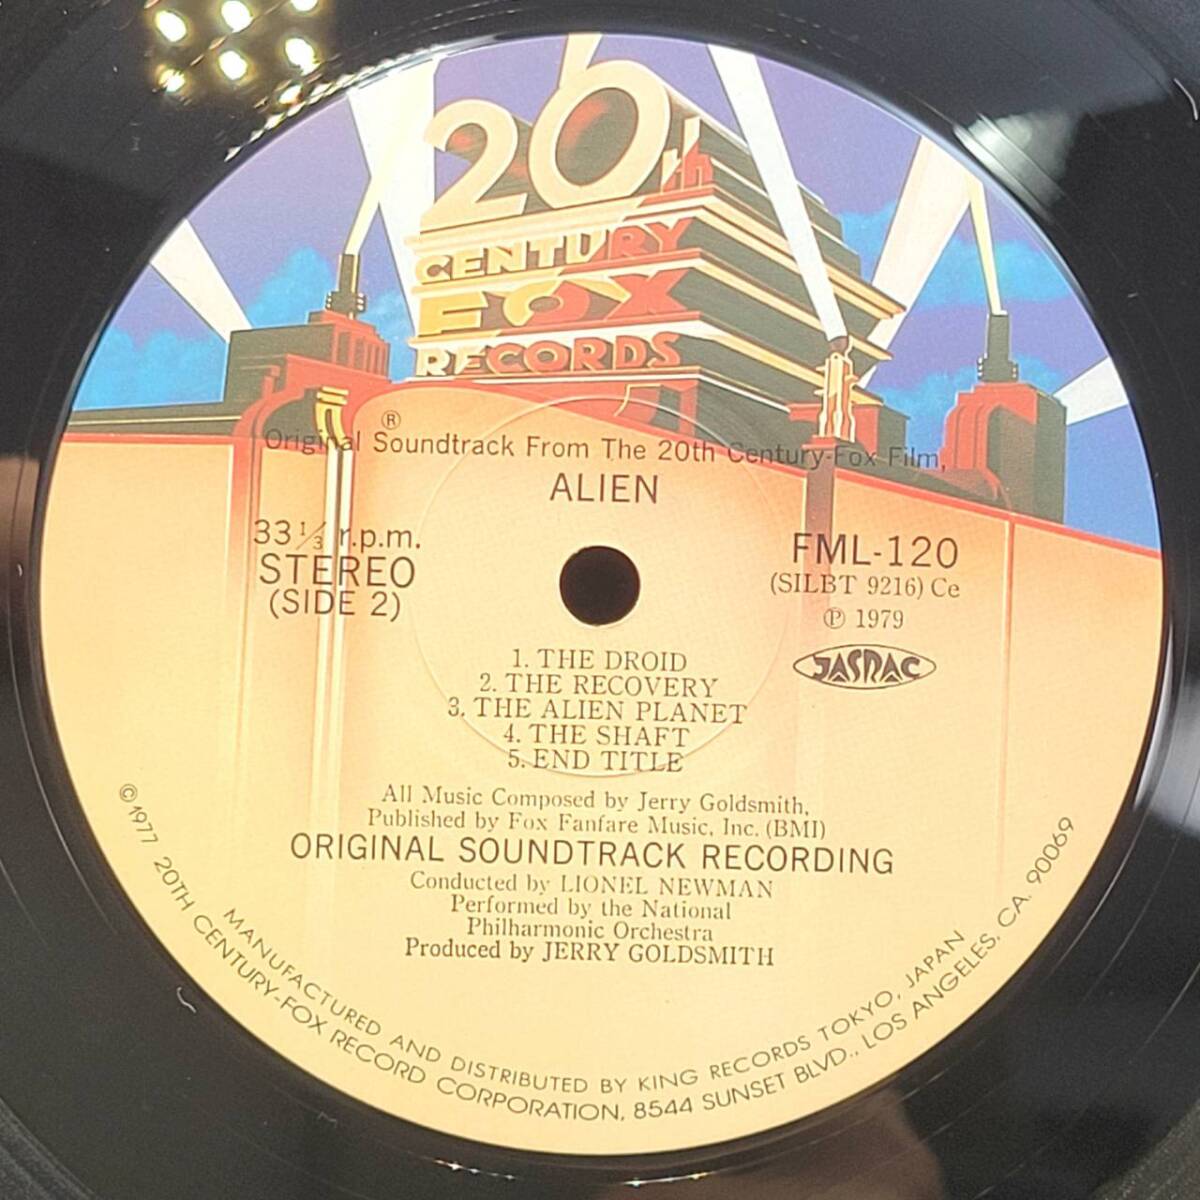 20th
CENTURY
FOX
RECORDS
®
Original Soundtrack From The 20th Century-Fox Film,
ALIEN
33 1/3 r.p.m.
STEREO
(SIDE 2)
FML-120
(SILBT 9216) Ce
℗ 1979
JASRAC
1. THE DROID
2. THE RECOVERY
3. THE ALIEN PLANET
4. THE SHAFT
5. END TITLE
All Music Composed by Jerry Goldsmith,
Published by Fox Fanfare Music, Inc. (BMI)
ORIGINAL SOUNDTRACK RECORDING
Conducted by LIONEL NEWMAN
Performed by the National
Philharmonic Orchestra
Produced by JERRY GOLDSMITH
MANUFACTURED AND DISTRIBUTED BY KING RECORDS TOKYO, JAPAN
© 1977 20TH CENTURY-FOX RECORD CORPORATION, 8544 SUNSET BLVD., LOS ANGELES, CA. 90069